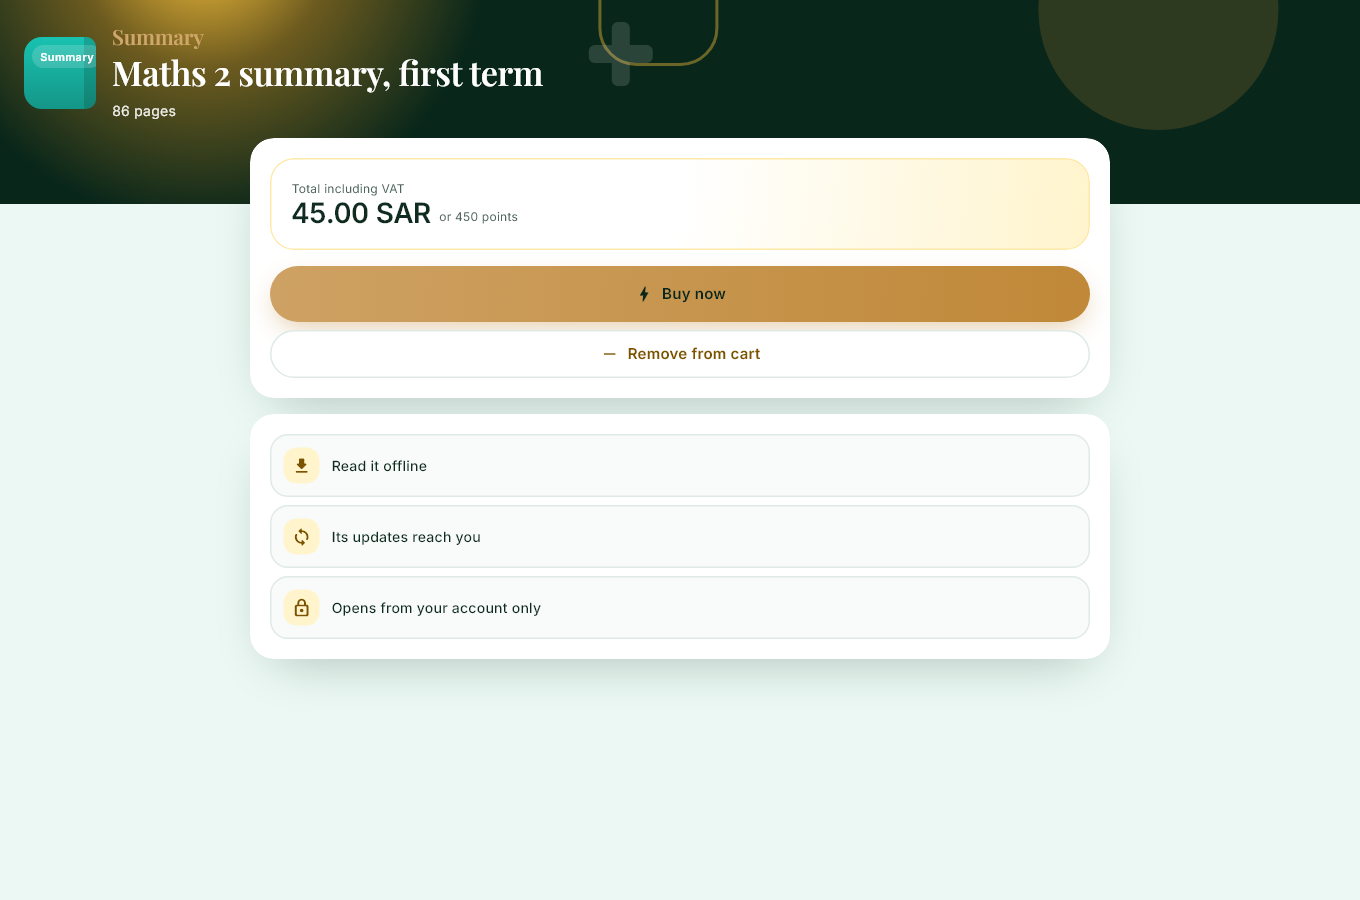 Summary
Summary
Maths 2 summary, first term
86 pages
Total including VAT
45.00 SAR or 450 points
Buy now
Remove from cart
Read it offline
Its updates reach you
Opens from your account only